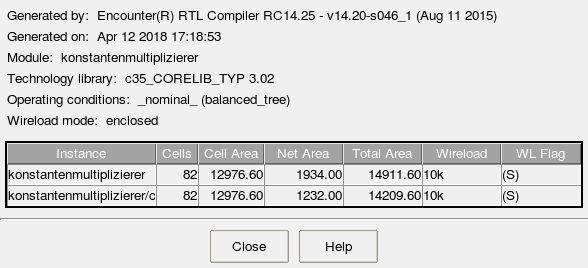 Generated by: Encounter(R) RTL Compiler RC14.25 - v14.20-s046_1 (Aug 11 2015)
Generated on: Apr 12 2018 17:18:53
Module: konstantenmultiplizierer
Technology library: c35_CORELIB_TYP 3.02
Operating conditions: _nominal_ (balanced_tree)
Wireload mode: enclosed
Instance Cells Cell Area Net Area Total Area Wireload WL Flag
konstantenmultiplizierer 82 12976.60 1934.00 14911.60 10k (S)
konstantenmultiplizierer/c 82 12976.60 1232.00 14209.60 10k (S)
Close Help